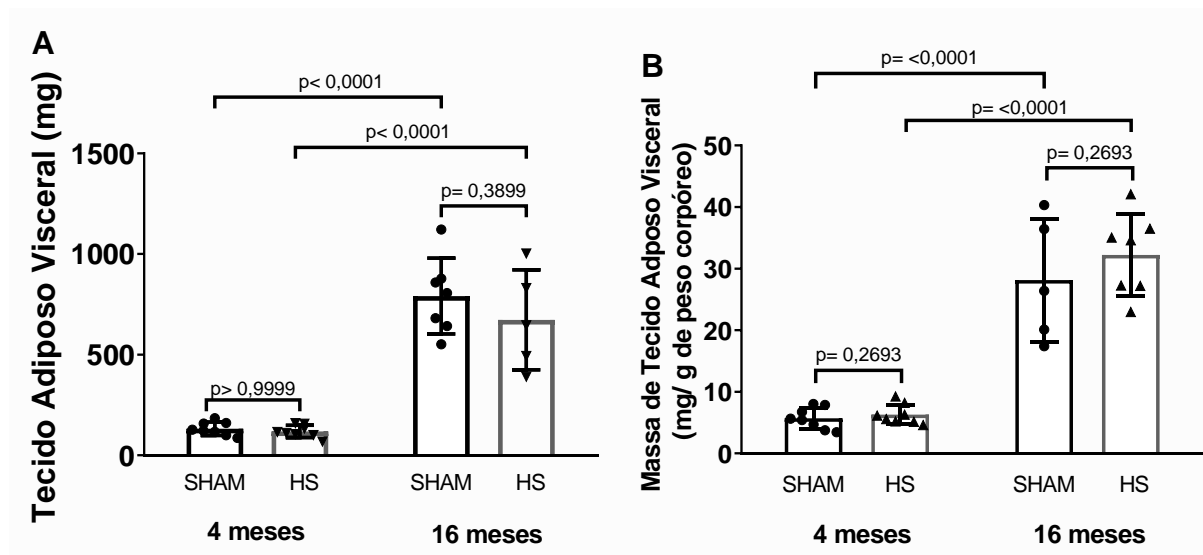 A
Tecido Adiposo Visceral (mg)
p< 0,0001
p< 0,0001
p= 0,3899
p> 0,9999
1500
1000
500
0
SHAM
HS
SHAM
HS
4 meses
16 meses
B
Massa de Tecido Adposo Visceral
(mg/ g de peso corpóreo)
p= <0,0001
p= <0,0001
p= 0,2693
p= 0,2693
50
40
30
20
10
0
SHAM
HS
SHAM
HS
4 meses
16 meses